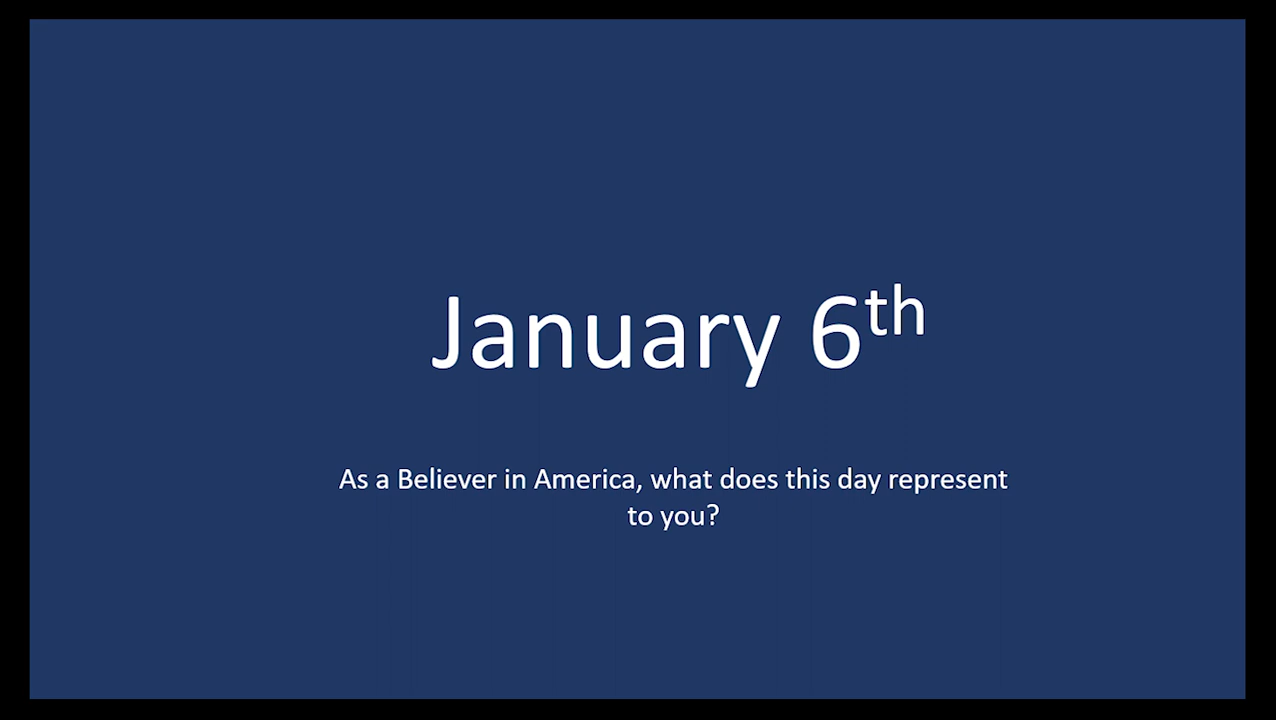 January 6th
As a Believer in America, what does this day represent
to you?